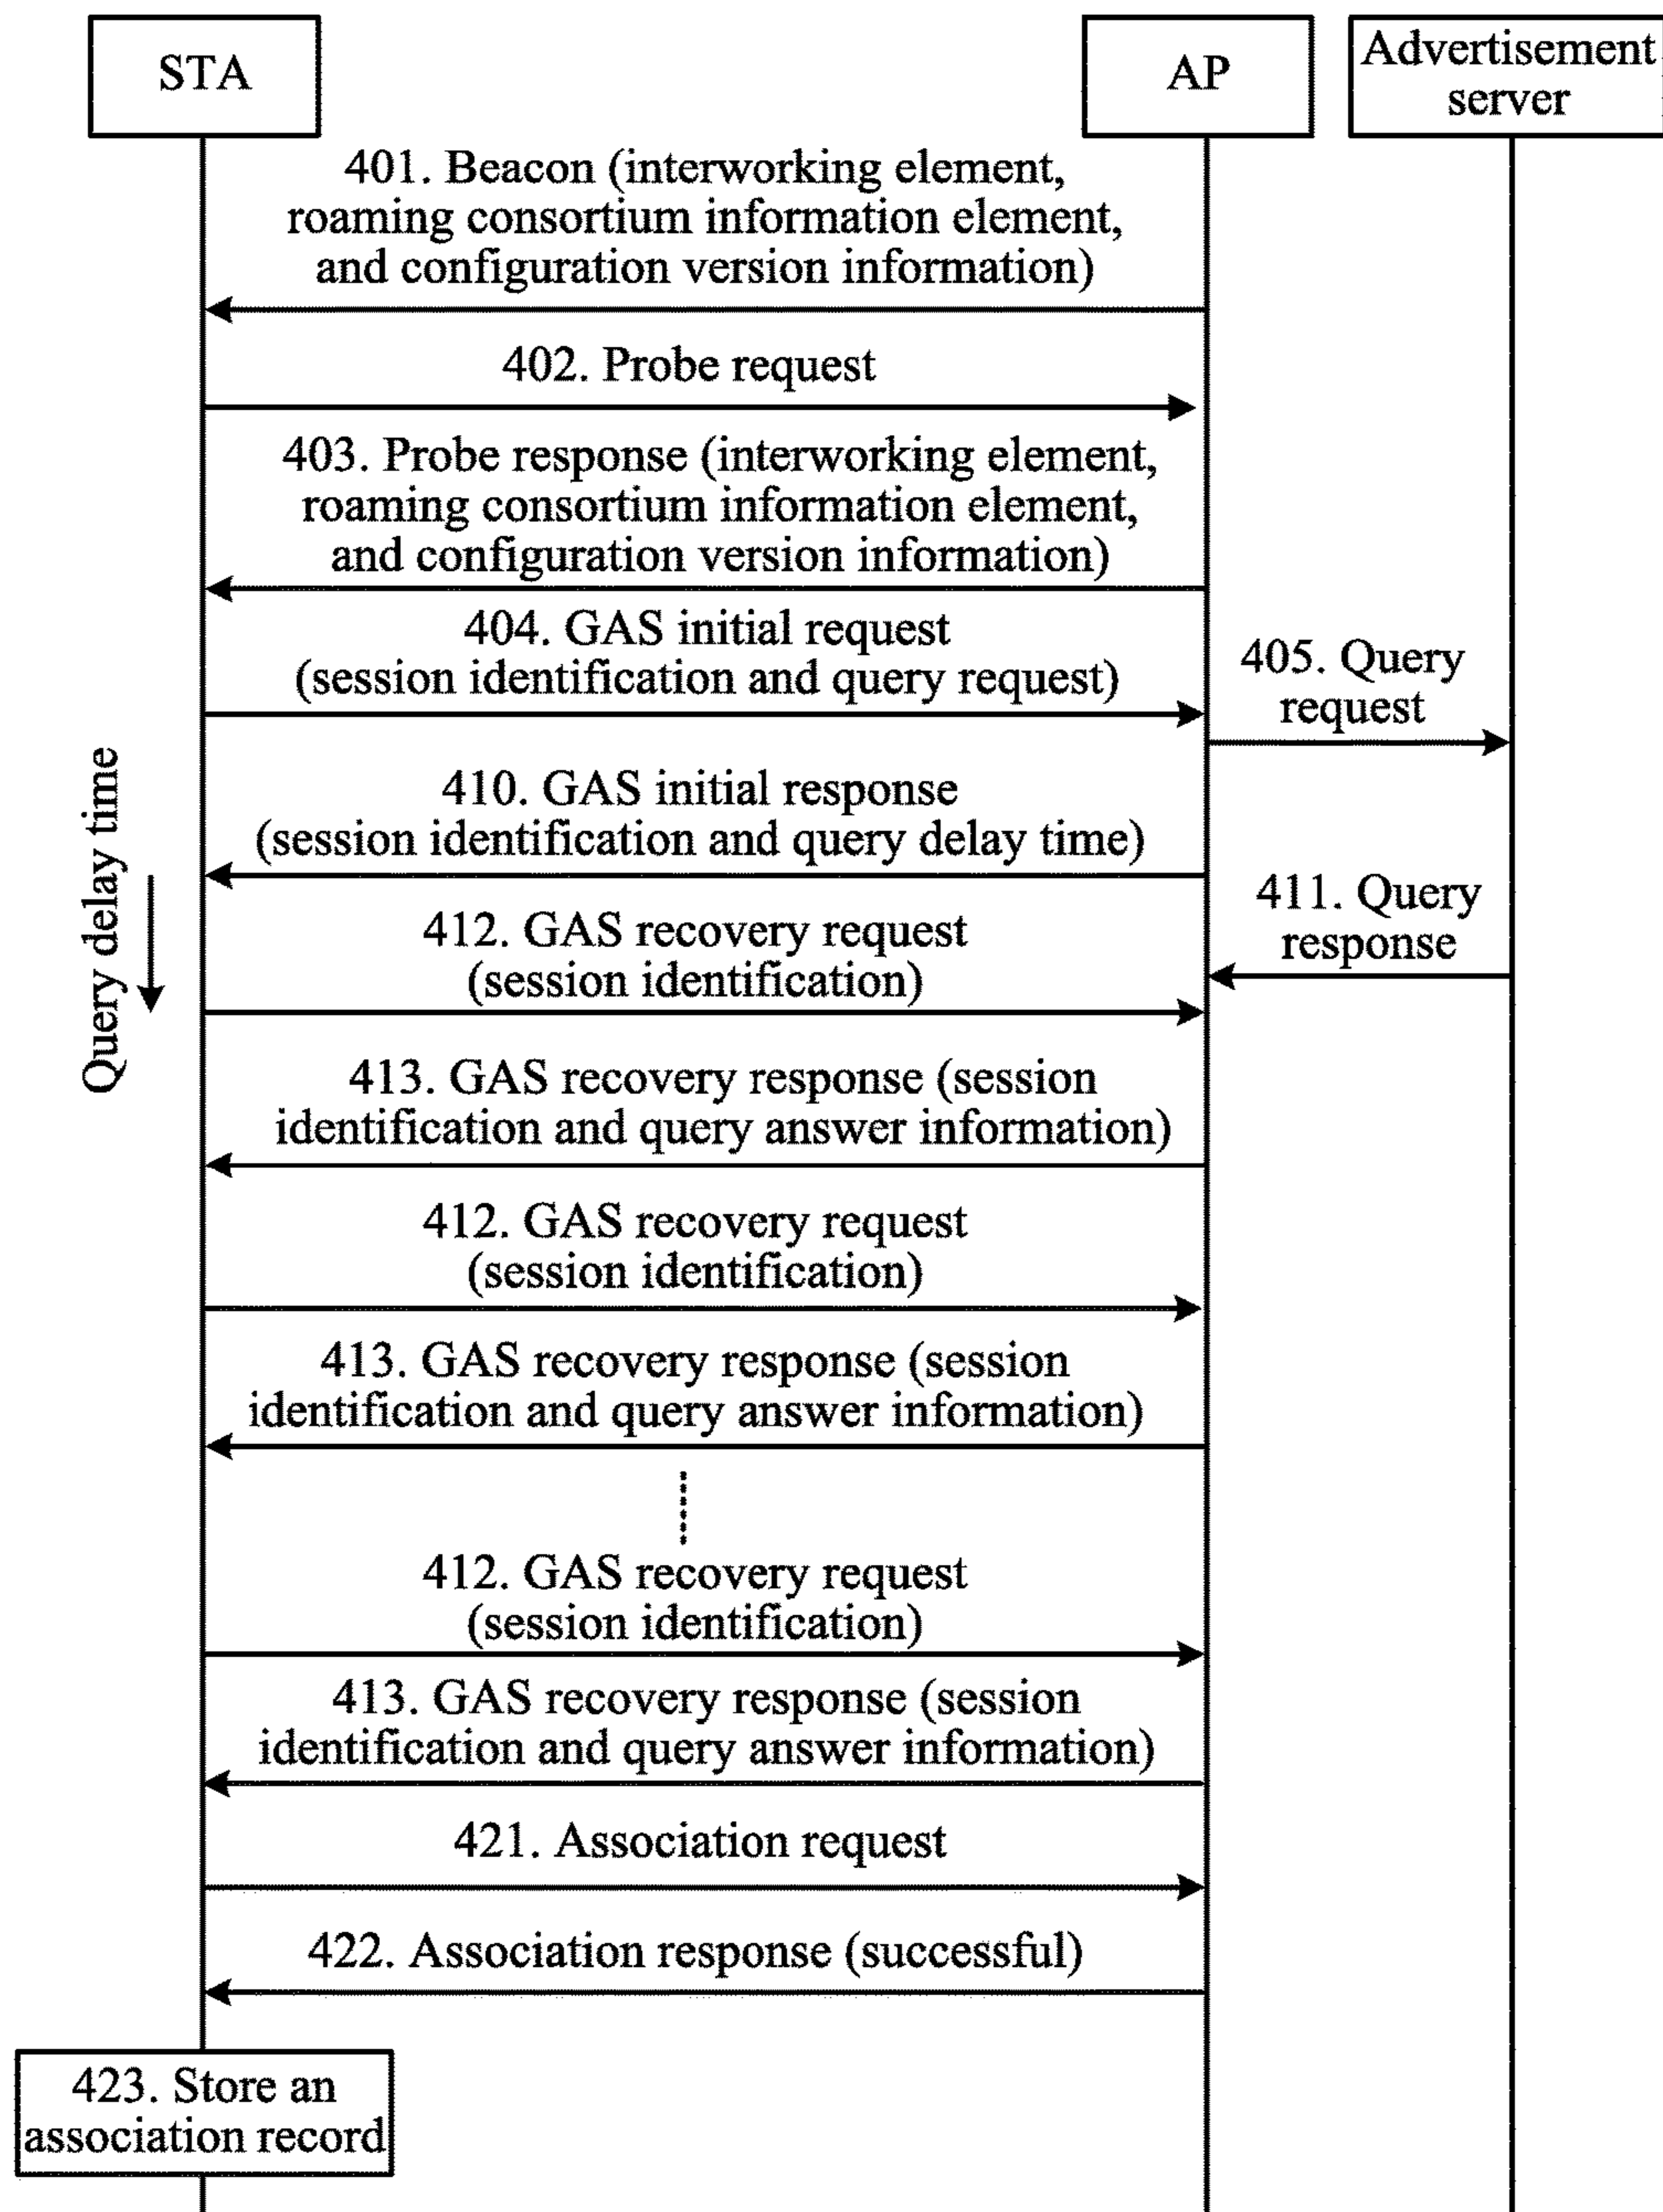 STA
AP
Advertisement
server
401. Beacon (interworking element,
roaming consortium information element,
and configuration version information)
402. Probe request
403. Probe response (interworking element,
roaming consortium information element,
and configuration version information)
404. GAS initial request
(session identification and query request)
405. Query
request
Query delay time
410. GAS initial response
(session identification and query delay time)
411. Query
response
412. GAS recovery request
(session identification)
413. GAS recovery response (session
identification and query answer information)
412. GAS recovery request
(session identification)
413. GAS recovery response (session
identification and query answer information)
412. GAS recovery request
(session identification)
413. GAS recovery response (session
identification and query answer information)
421. Association request
422. Association response (successful)
423. Store an
association record